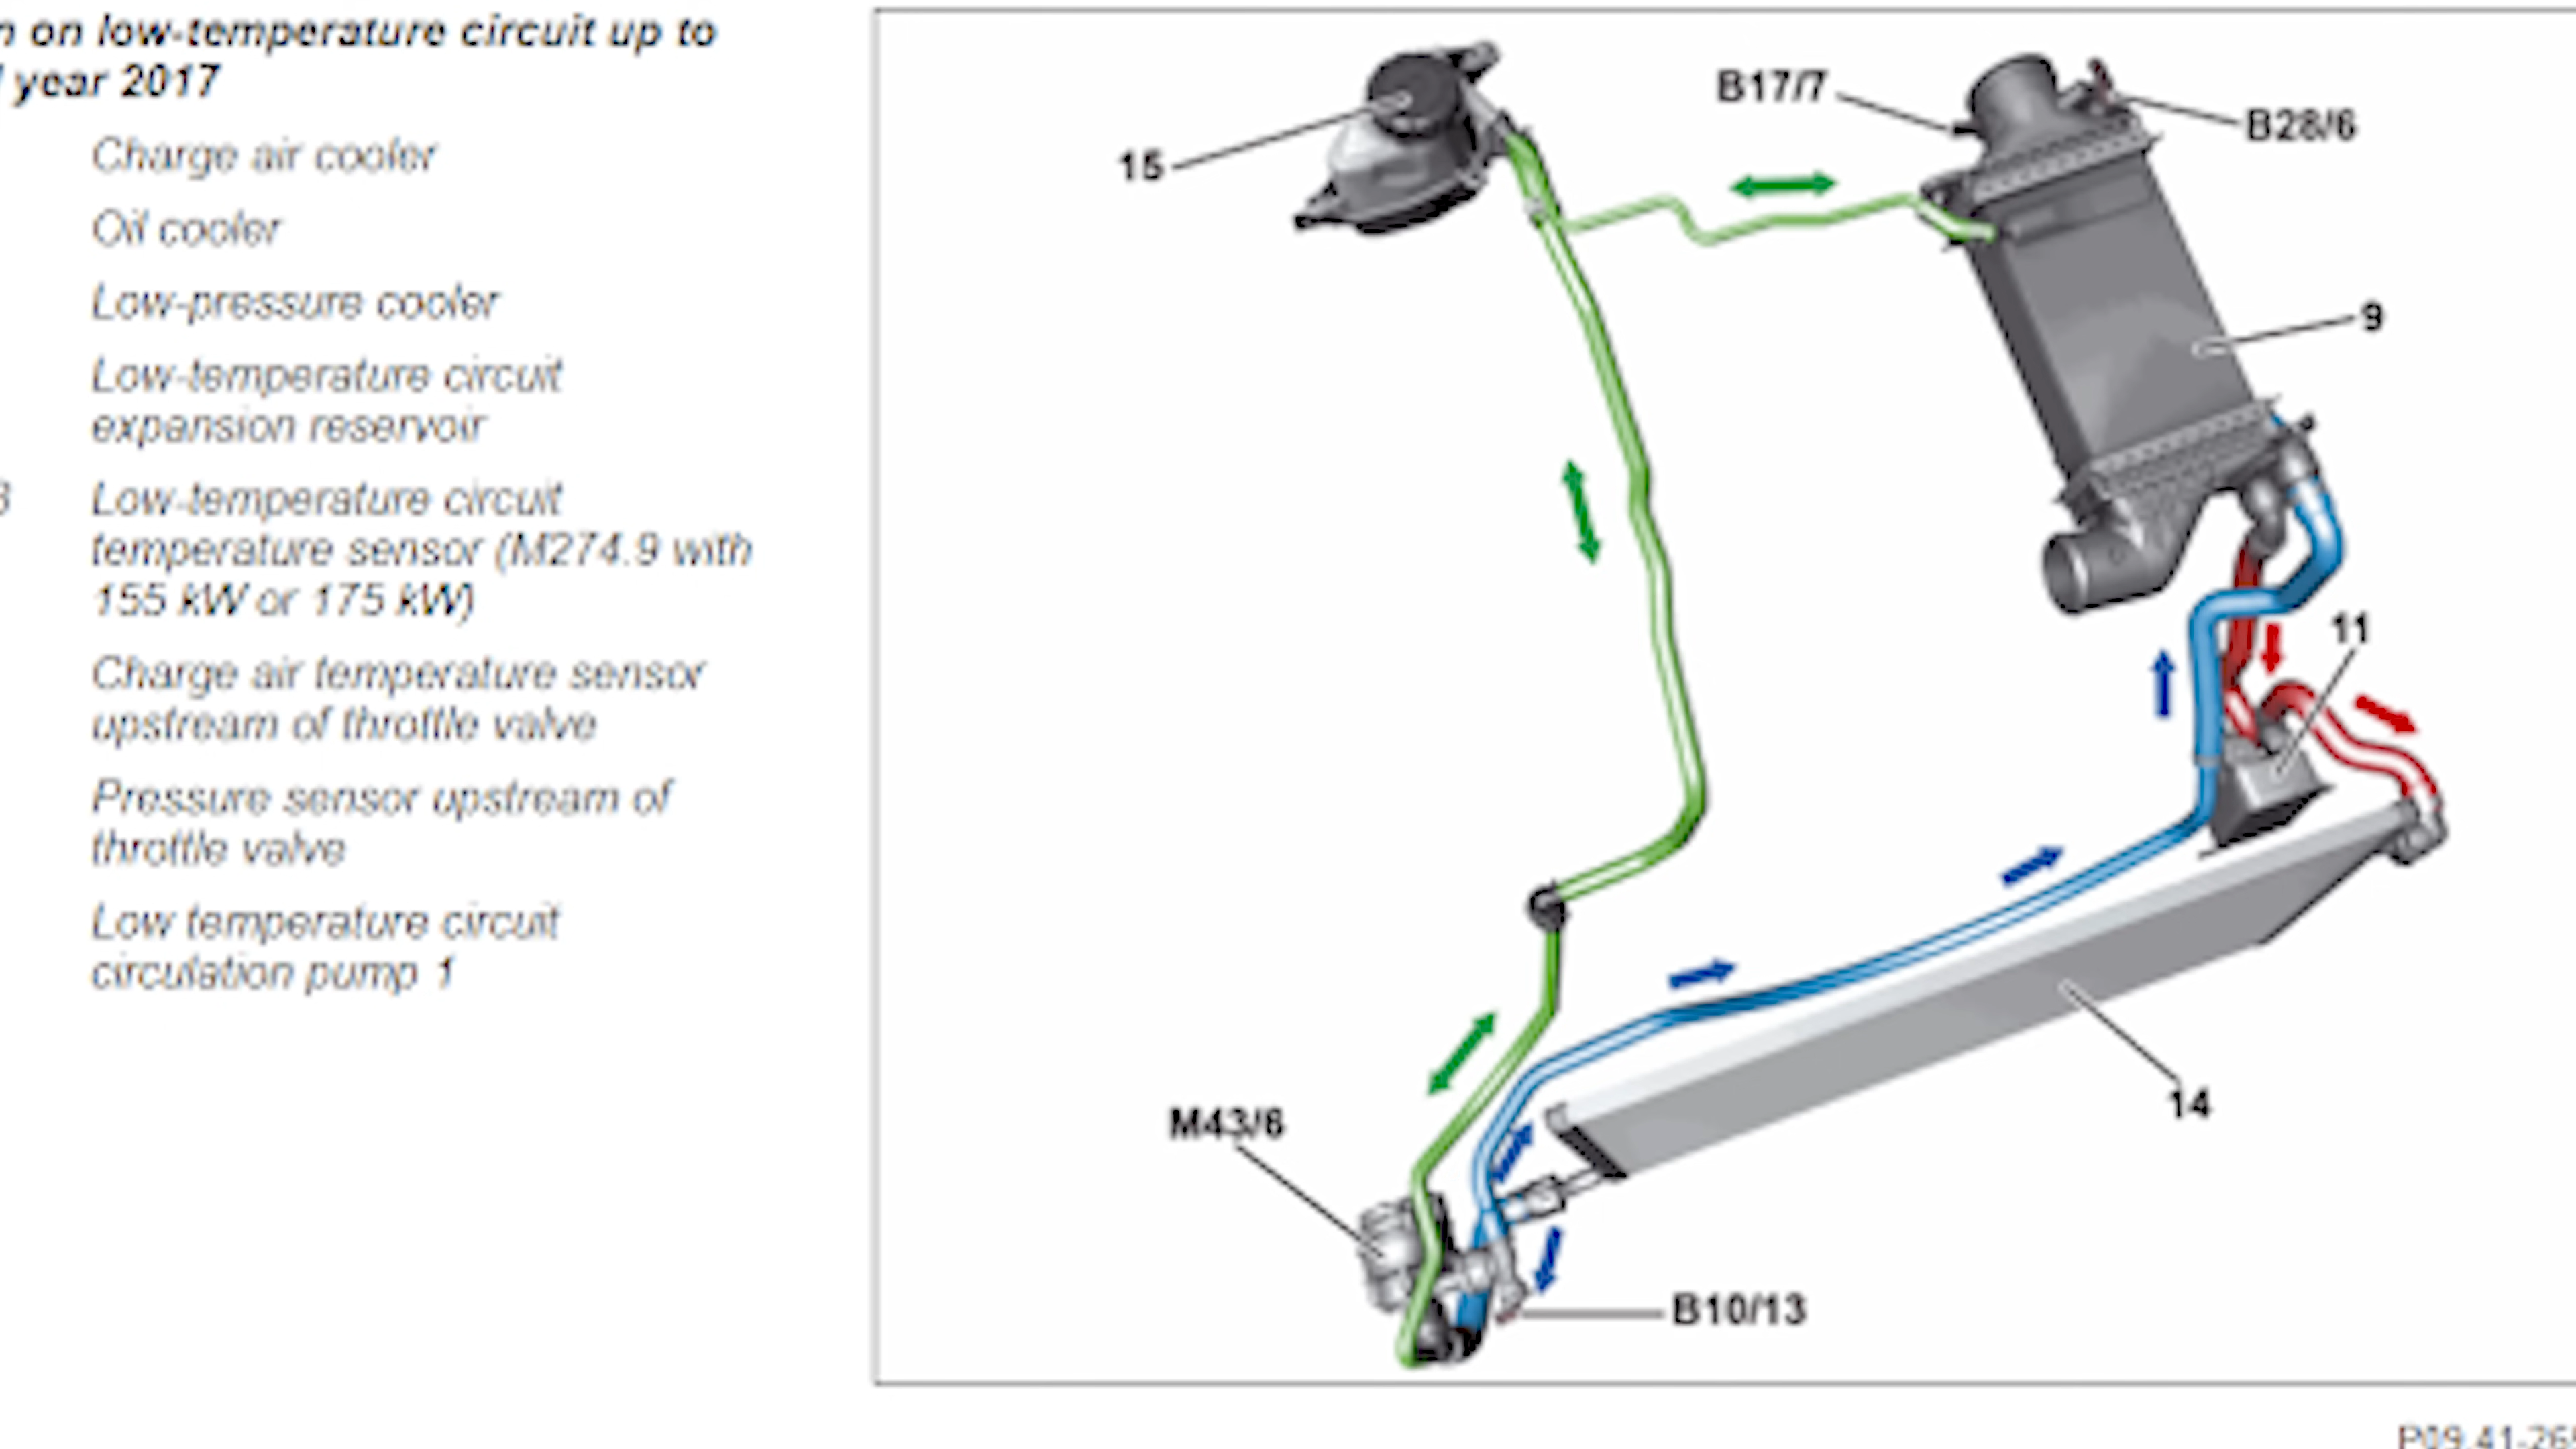 n on low-temperature circuit up to
year 2017
Charge air cooler
Oil cooler
Low-pressure cooler
Low-temperature circuit
expansion reservoir
3 Low-temperature circuit
temperature sensor (M274.9 with
155 kW or 175 kW)
Charge air temperature sensor
upstream of throttle valve
Pressure sensor upstream of
throttle valve
Low temperature circuit
circulation pump 1
15
B17/7
B28/6
9
11
14
M43/6
B10/13